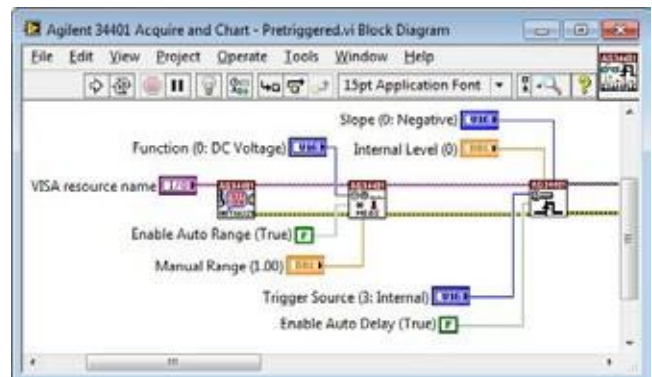 Agilent 34401 Acquire and Chart - Pretriggered.vi Block Diagram
File Edit View Project Operate Tools Window Help
15pt Application Font
Slope (0: Negative)
Function (0: DC Voltage)
Internal Level (0)
VISA resource name
Enable Auto Range (True)
Manual Range (1.00)
Trigger Source (3: Internal)
Enable Auto Delay (True)